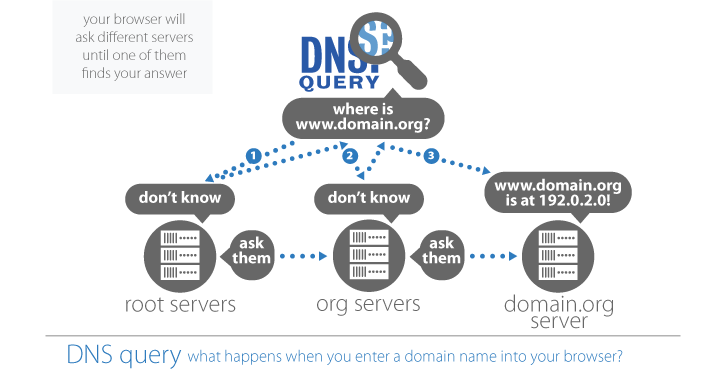 your browser will
ask different servers
until one of them
finds your answer
DNS
SE
QUERY
where is
www.domain.org?
1
2
3
don't know
don't know
www.domain.org
is at 192.0.2.0!
ask
them
ask
them
root servers
org servers
domain.org
server
DNS query what happens when you enter a domain name into your browser?